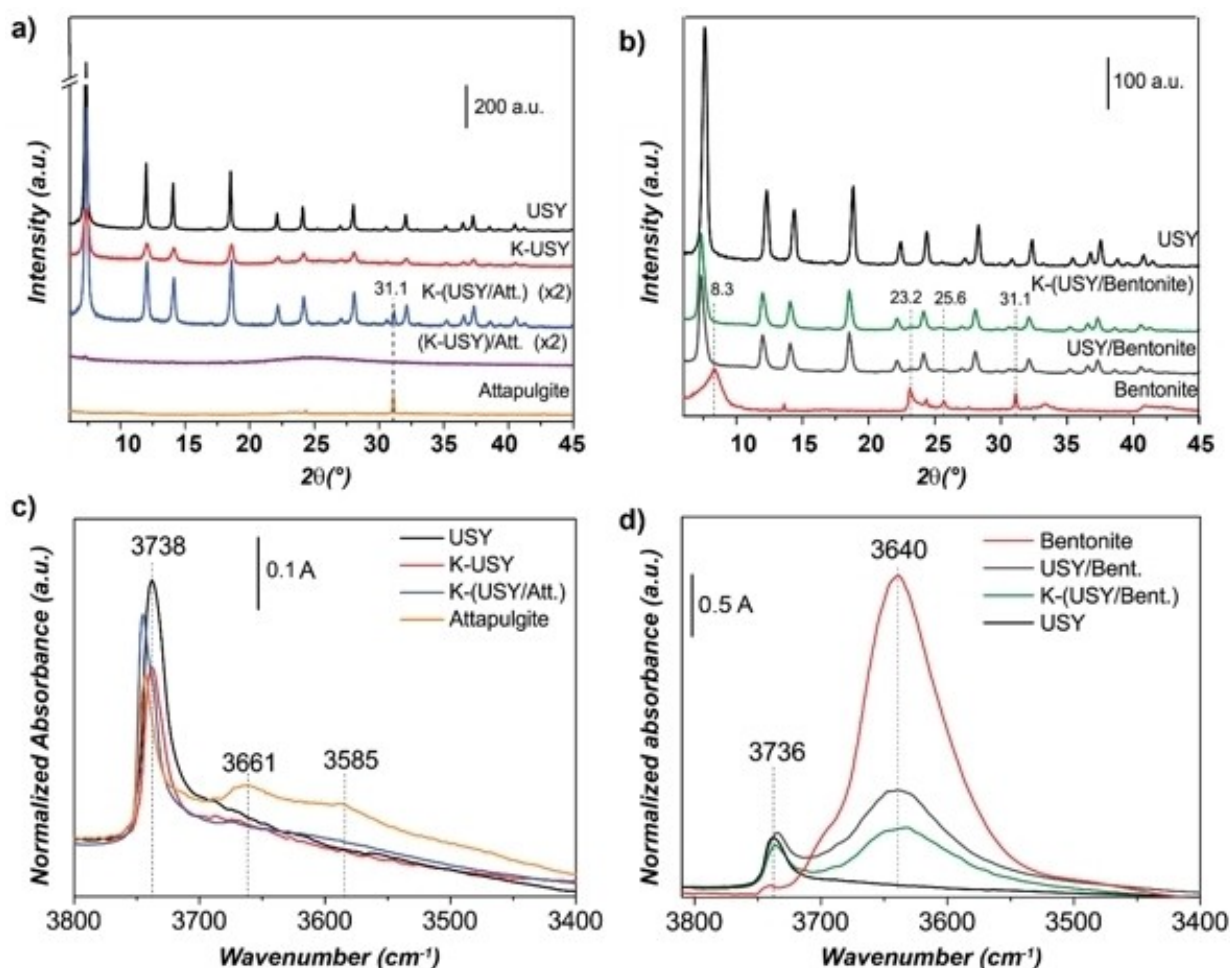 a)
Intensity (a.u.)
200 a.u.
USY
K-USY
31.1
K-(USY/Att.) (x2)
(K-USY)/Att. (x2)
Attapulgite
10 15 20 25 30 35 40 45
2θ(°)
b)
Intensity (a.u.)
100 a.u.
USY
K-(USY/Bentonite)
8.3 23.2 25.6 31.1
USY/Bentonite
Bentonite
10 15 20 25 30 35 40 45
2θ(°)
c)
Normalized Absorbance (a.u.)
3738
0.1 A
USY
K-USY
K-(USY/Att.)
Attapulgite
3661 3585
3800 3700 3600 3500 3400
Wavenumber (cm⁻¹)
d)
Normalized absorbance (a.u.)
0.5 A
3640
Bentonite
USY/Bent.
K-(USY/Bent.)
USY
3736
3800 3700 3600 3500 3400
Wavenumber (cm⁻¹)